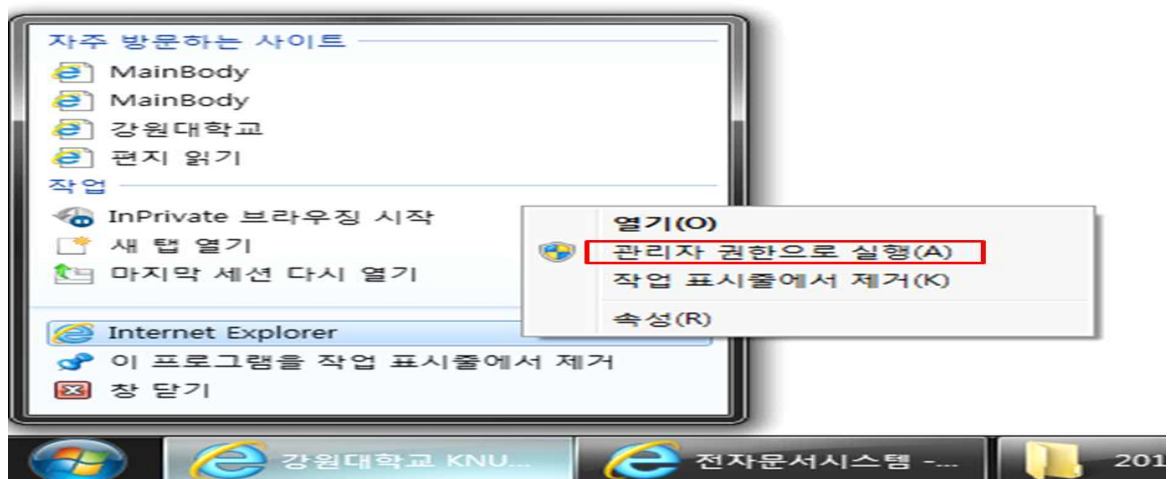 자주 방문하는 사이트
MainBody
MainBody
강원대학교
편지 읽기
작업
InPrivate 브라우징 시작
새 탭 열기
마지막 세션 다시 열기
Internet Explorer
이 프로그램을 작업 표시줄에서 제거
창 닫기
열기(O)
관리자 권한으로 실행(A)
작업 표시줄에서 제거(K)
속성(R)
강원대학교 KNU...
전자문서시스템 -...
201